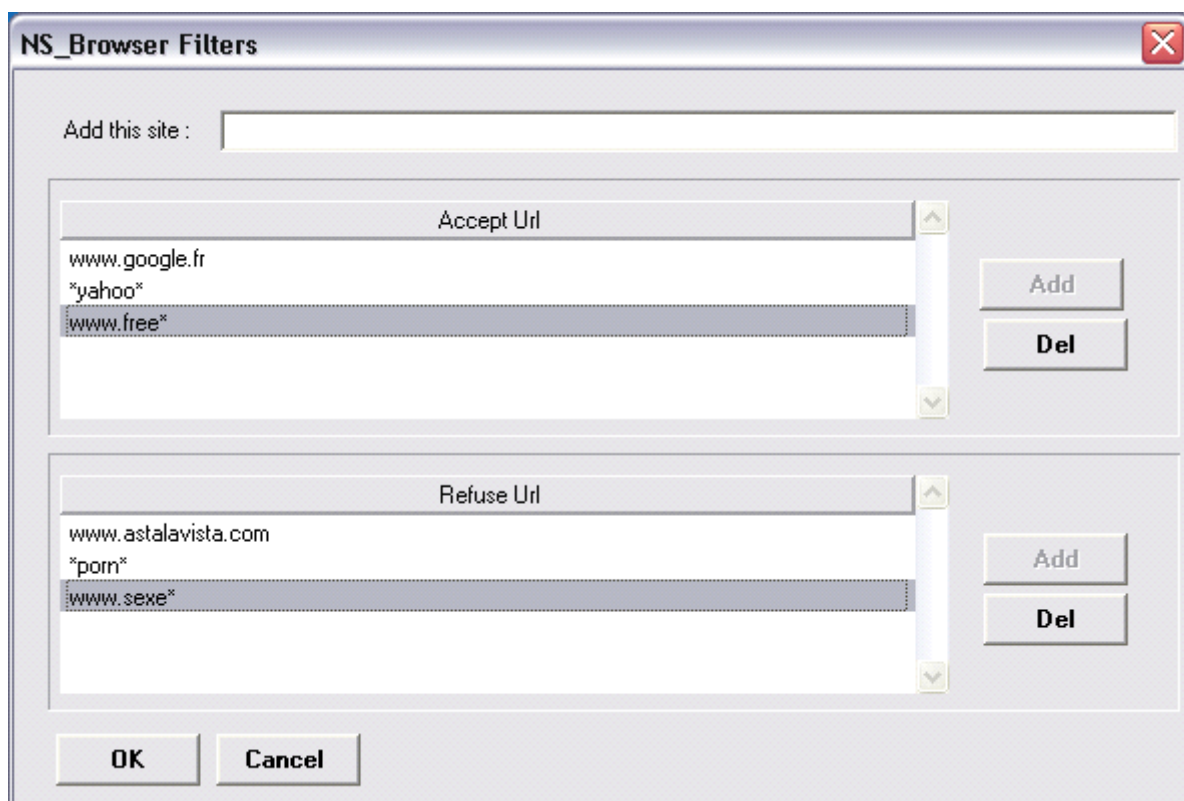 NS_Browser Filters
Add this site :
Accept Url
www.google.fr
*yahoo*
www.free*
Add
Del
Refuse Url
www.astalavista.com
*porn*
www.sexe*
Add
Del
OK
Cancel